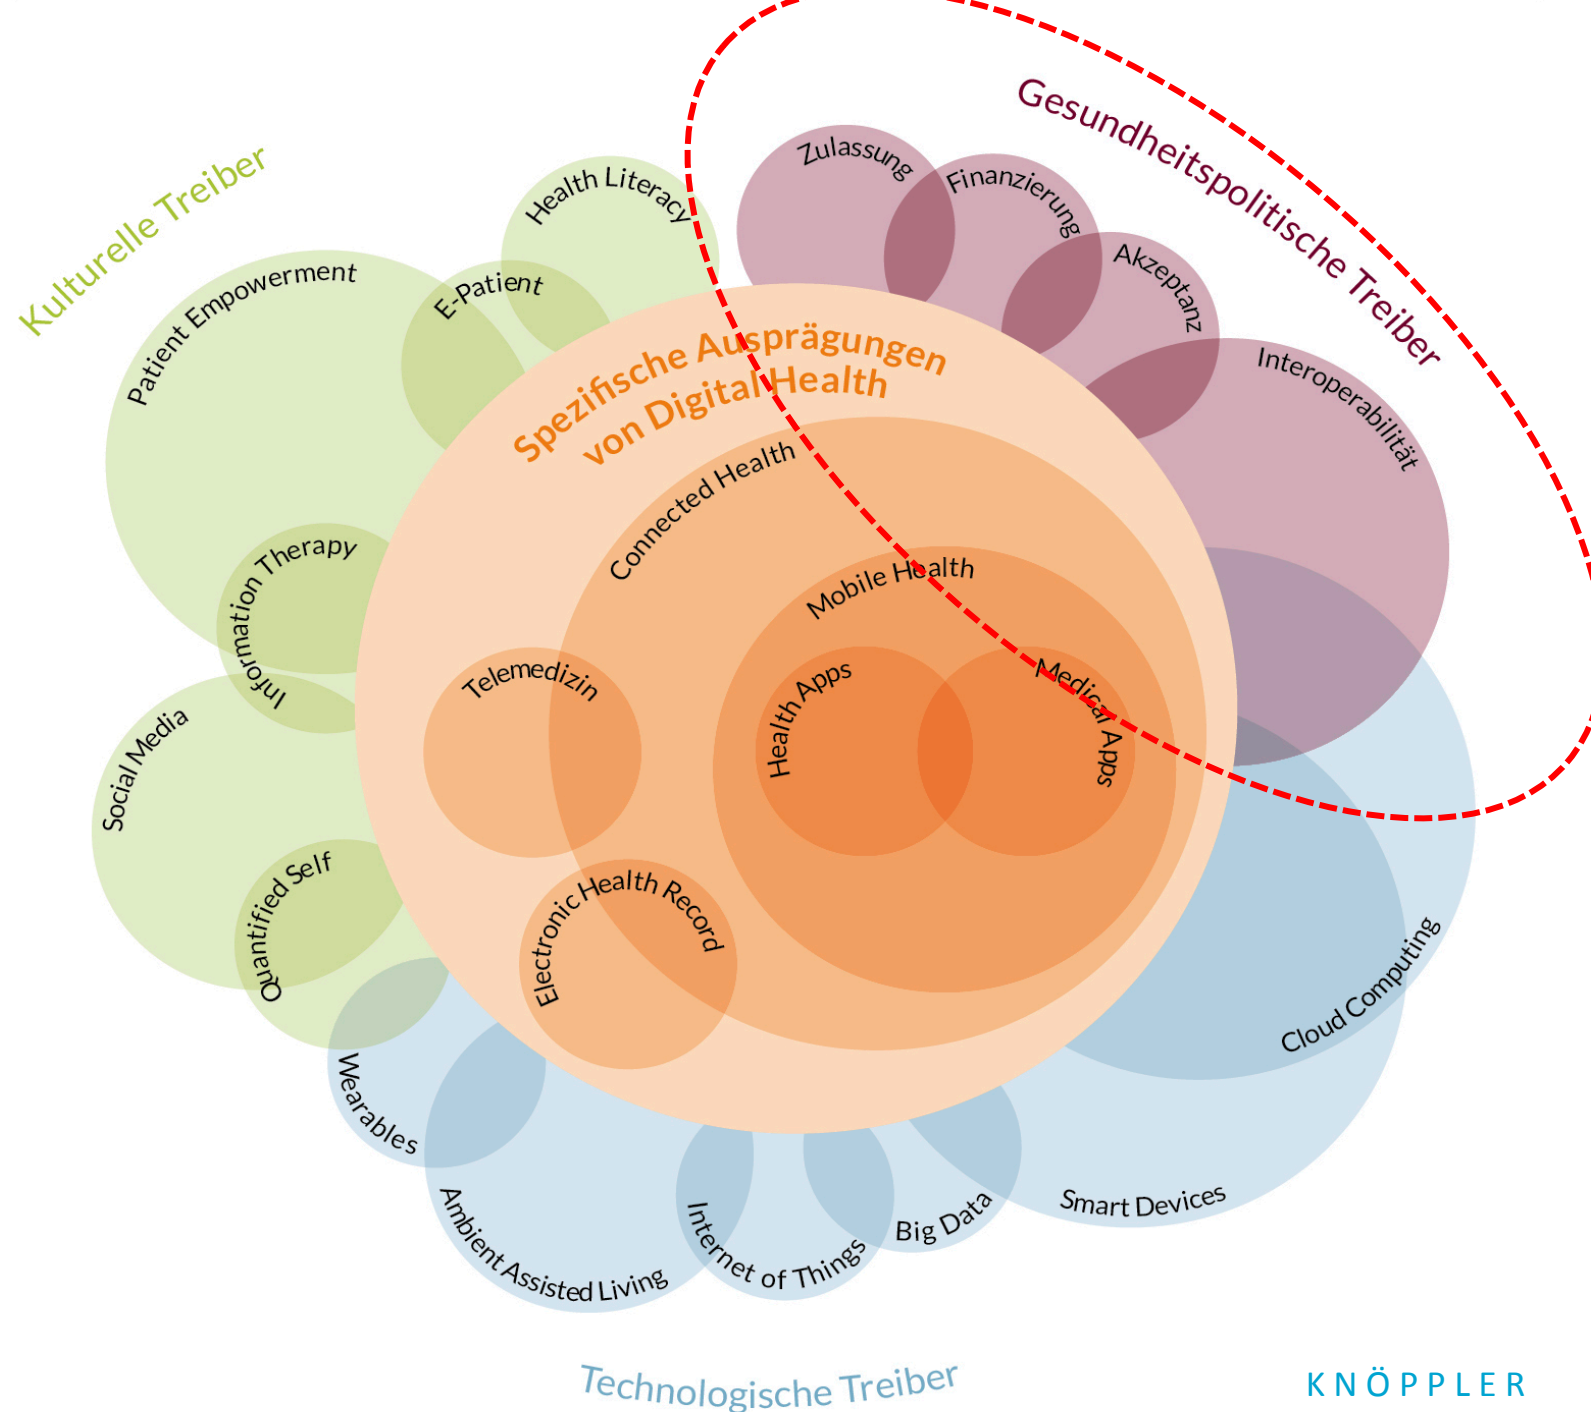 Gesundheitspolitische Treiber
Zulassung
Finanzierung
Akzeptanz
Interoperabilität
Kulturelle Treiber
Health Literacy
E-Patient
Patient Empowerment
Information Therapy
Social Media
Quantified Self
Spezifische Ausprägungen
von Digital Health
Connected Health
Mobile Health
Telemedizin
Health Apps
Medical Apps
Electronic Health Record
Wearables
Ambient Assisted Living
Internet of Things
Big Data
Smart Devices
Cloud Computing
Technologische Treiber
KNÖPPLER